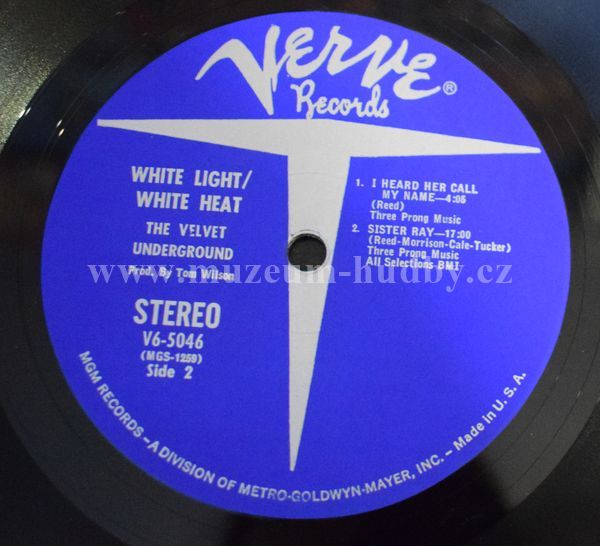 VERVE ®
Records
WHITE LIGHT/
WHITE HEAT
THE VELVET
UNDERGROUND
Prod. By Tom Wilson
STEREO
V6-5046
(MGS-1259)
Side 2
1. I HEARD HER CALL
MY NAME—4:05
(Reed)
Three Prong Music
2. SISTER RAY—17:00
(Reed-Morrison-Cale-Tucker)
Three Prong Music
All Selections BMI
www.muzeum-hudby.cz
MGM RECORDS—A DIVISION OF METRO-GOLDWYN-MAYER, INC.—Made in U. S. A.